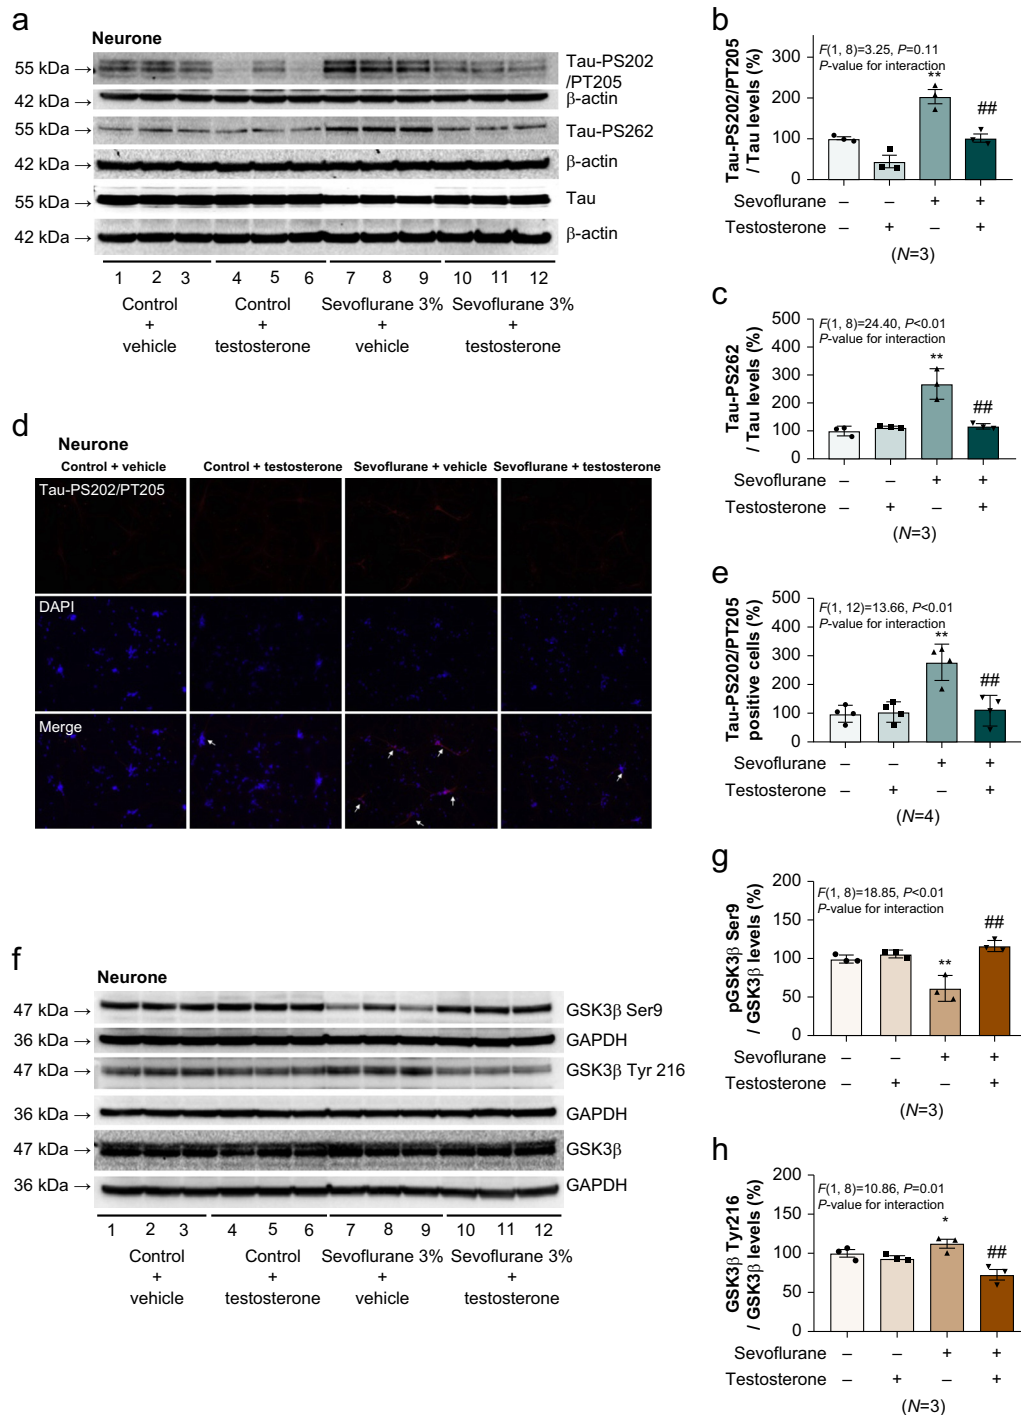 a
Neurone
55 kDa →
Tau-PS202
/PT205
42 kDa →
β-actin
55 kDa →
Tau-PS262
42 kDa →
β-actin
55 kDa →
Tau
42 kDa →
β-actin
1 2 3 4 5 6 7 8 9 10 11 12
Control
+
vehicle
Control
+
testosterone
Sevoflurane 3%
+
vehicle
Sevoflurane 3%
+
testosterone
b
Tau-PS202/PT205
/ Tau levels (%)
F(1, 8)=3.25, P=0.11
P-value for interaction
300
200
100
0
**
##
Sevoflurane – – + +
Testosterone – + – +
(N=3)
c
Tau-PS262
/ Tau levels (%)
F(1, 8)=24.40, P<0.01
P-value for interaction
500
400
300
200
100
0
**
##
Sevoflurane – – + +
Testosterone – + – +
(N=3)
d
Neurone
Control + vehicle
Control + testosterone
Sevoflurane + vehicle
Sevoflurane + testosterone
Tau-PS202/PT205
DAPI
Merge
e
Tau-PS202/PT205
positive cells (%)
F(1, 12)=13.66, P<0.01
P-value for interaction
500
400
300
200
100
0
**
##
Sevoflurane – – + +
Testosterone – + – +
(N=4)
f
Neurone
47 kDa →
GSK3β Ser9
36 kDa →
GAPDH
47 kDa →
GSK3β Tyr 216
36 kDa →
GAPDH
47 kDa →
GSK3β
36 kDa →
GAPDH
1 2 3 4 5 6 7 8 9 10 11 12
Control
+
vehicle
Control
+
testosterone
Sevoflurane 3%
+
vehicle
Sevoflurane 3%
+
testosterone
g
pGSK3β Ser9
/ GSK3β levels (%)
F(1, 8)=18.85, P<0.01
P-value for interaction
200
150
100
50
0
**
##
Sevoflurane – – + +
Testosterone – + – +
(N=3)
h
GSK3β Tyr216
/ GSK3β levels (%)
F(1, 8)=10.86, P=0.01
P-value for interaction
200
150
100
50
0
*
##
Sevoflurane – – + +
Testosterone – + – +
(N=3)